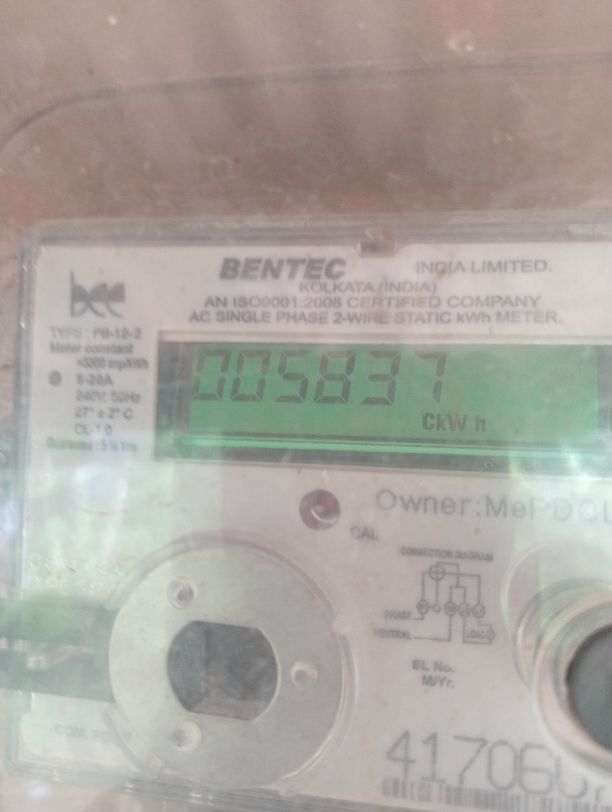 BENTEC INDIA LIMITED.
KOLKATA (INDIA)
AN ISO9001:2008 CERTIFIED COMPANY
AC SINGLE PHASE 2-WIRE STATIC kWh METER.
bee
TYPE : PB-12-2
Meter constant
5-20A
240V, 50Hz
27° ± 2° C
CL-1.0
005837
CkW h
Owner:MePDCL
CAL
CONNECTION DIAGRAM
PHASE
NEUTRAL
LOAD
SL No.
M/Yr.